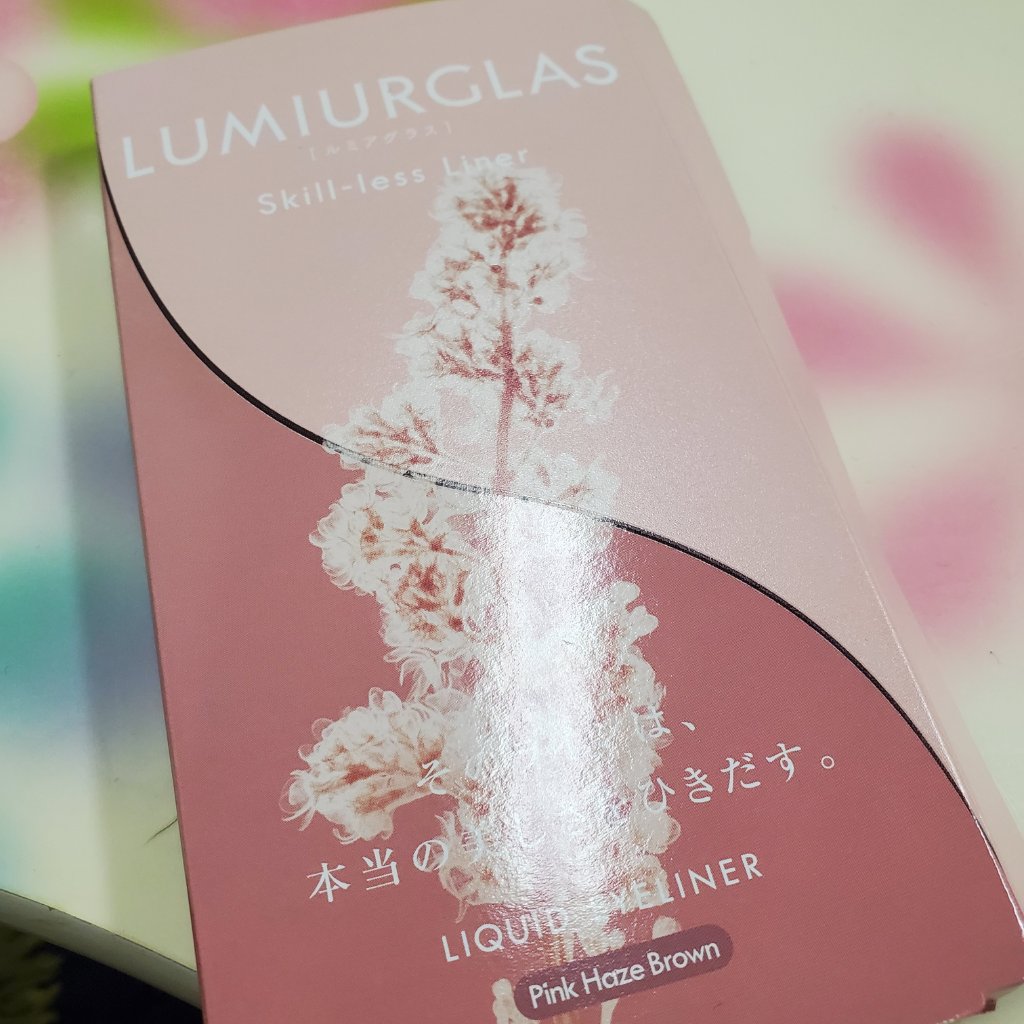 LUMIURGLAS
［ルミアグラス］
Skill-less Liner
は、
本当の ひきだす。
LIQUID EYELINER
Pink Haze Brown